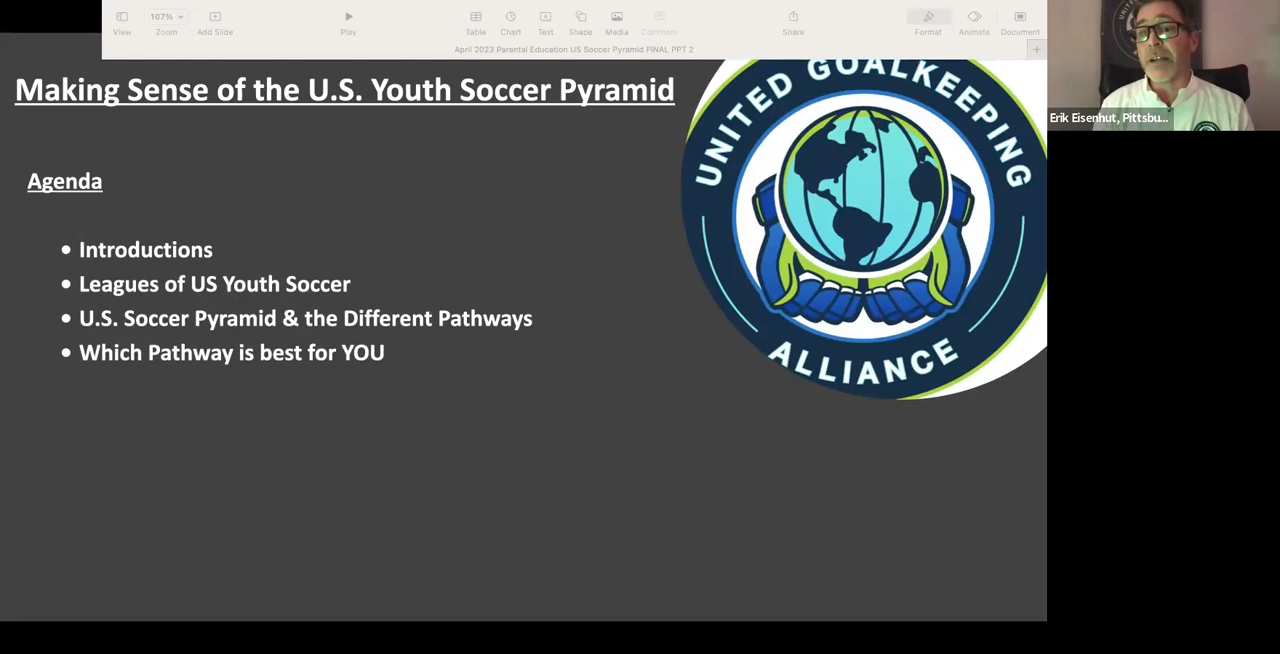 107%
View
Zoom
Add Slide
Play
Table
Chart
Text
Shape
Media
Comment
Share
Format
Animate
Document
April 2023 Parental Education US Soccer Pyramid FINAL PPT 2
+
Making Sense of the U.S. Youth Soccer Pyramid
Agenda
• Introductions
• Leagues of US Youth Soccer
• U.S. Soccer Pyramid & the Different Pathways
• Which Pathway is best for YOU
UNITED GOALKEEPING
ALLIANCE
Erik Eisenhut, Pittsbu...